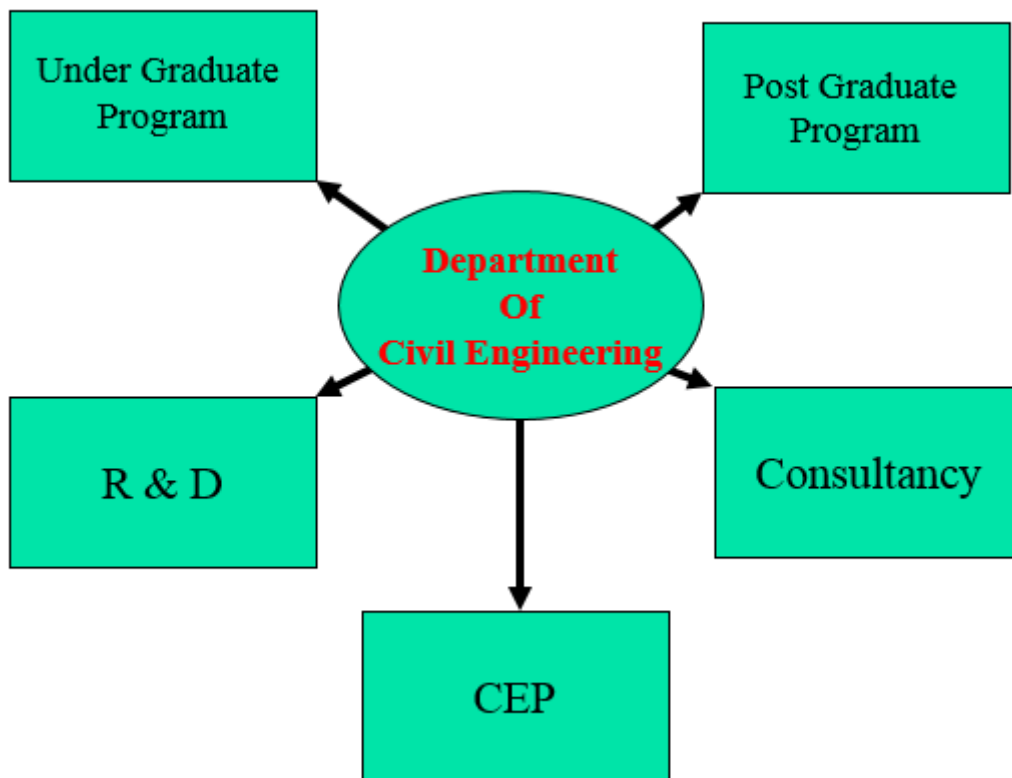 Under Graduate
Program
Post Graduate
Program
Department
Of
Civil Engineering
R & D
Consultancy
CEP